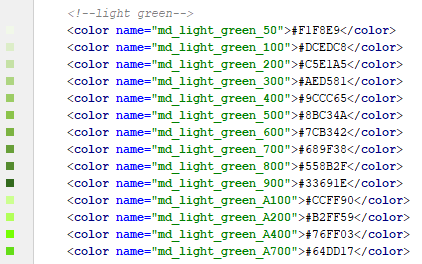 <!--light green-->
<color name="md_light_green_50">#F1F8E9</color>
<color name="md_light_green_100">#DCEDC8</color>
<color name="md_light_green_200">#C5E1A5</color>
<color name="md_light_green_300">#AED581</color>
<color name="md_light_green_400">#9CCC65</color>
<color name="md_light_green_500">#8BC34A</color>
<color name="md_light_green_600">#7CB342</color>
<color name="md_light_green_700">#689F38</color>
<color name="md_light_green_800">#558B2F</color>
<color name="md_light_green_900">#33691E</color>
<color name="md_light_green_A100">#CCFF90</color>
<color name="md_light_green_A200">#B2FF59</color>
<color name="md_light_green_A400">#76FF03</color>
<color name="md_light_green_A700">#64DD17</color>